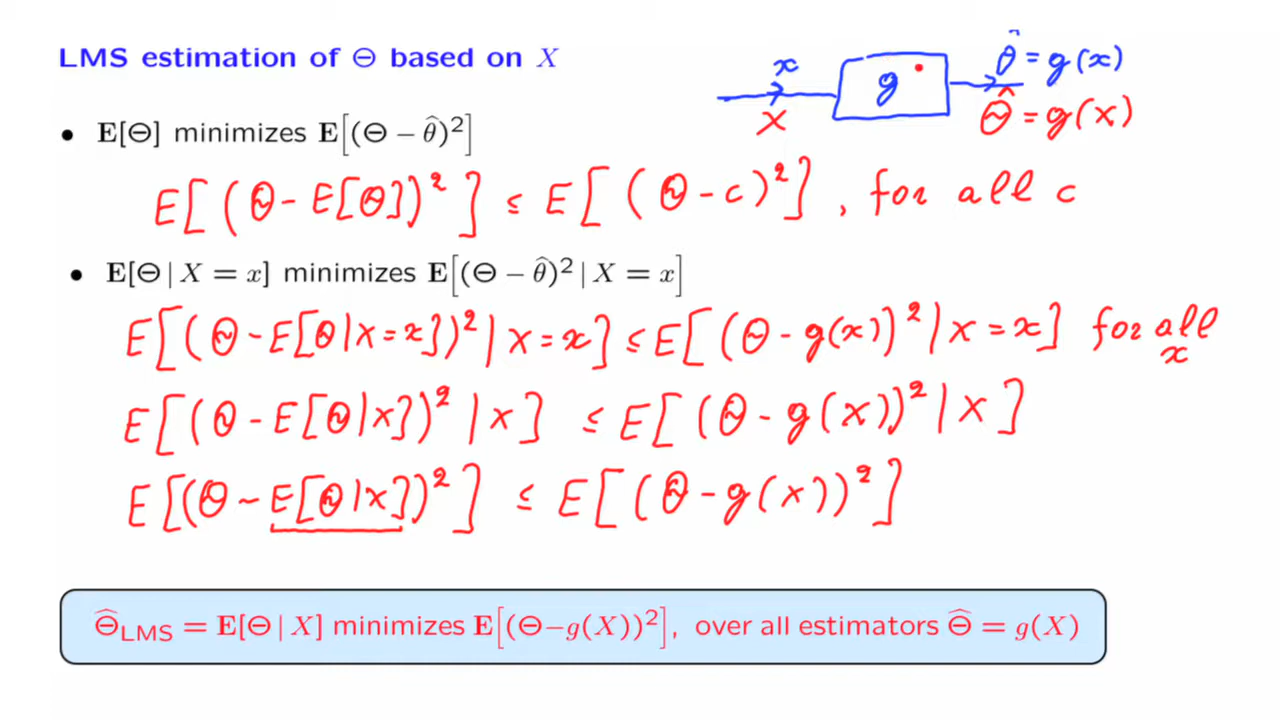 LMS estimation of Θ based on X
x
g
θ̂ = g(x)
X
Θ̂ = g(X)
• E[Θ] minimizes E[(Θ − θ̂)²]
E[(Θ - E[Θ])²] ≤ E[(Θ - c)²], for all c
• E[Θ | X = x] minimizes E[(Θ − θ̂)² | X = x]
E[(Θ - E[Θ|X=x])² | X=x] ≤ E[(Θ - g(x))² | X=x] for all x
E[(Θ - E[Θ|X])² | X] ≤ E[(Θ - g(X))² | X]
E[(Θ - E[Θ|X])²] ≤ E[(Θ - g(X))²]
Θ̂LMS = E[Θ | X] minimizes E[(Θ−g(X))²], over all estimators Θ̂ = g(X)